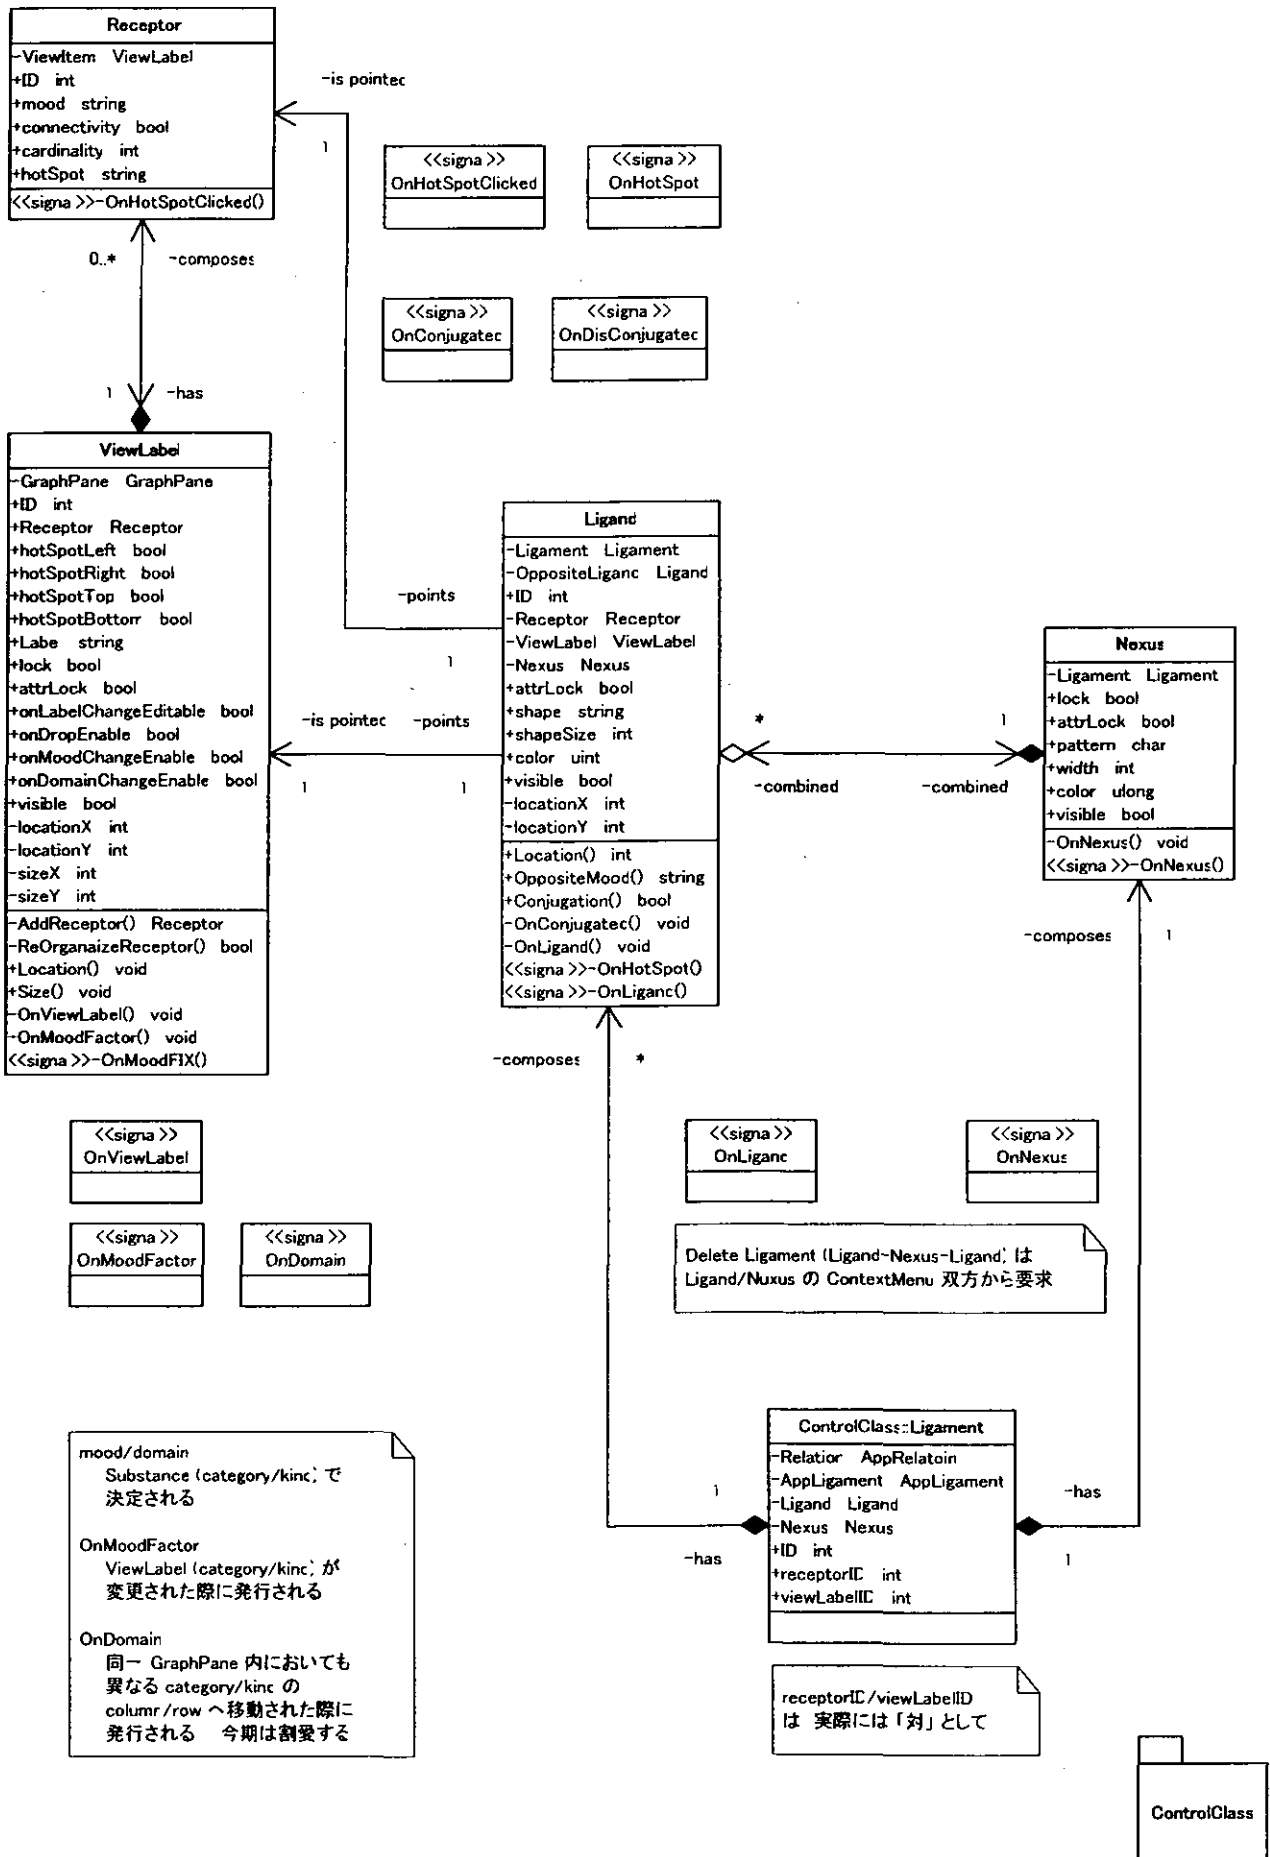 Receptor
-ViewItem ViewLabel
+ID int
+mood string
+connectivity bool
+cardinality int
+hotSpot string
<<signa >>-OnHotSpotClicked()
-is pointec
1
<<signa >>
OnHotSpotClicked
<<signa >>
OnHotSpot
0..*
-composes
<<signa >>
OnConjugatec
<<signa >>
OnDisConjugatec
1
-has
ViewLabel
-GraphPane GraphPane
+ID int
+Receptor Receptor
+hotSpotLeft bool
+hotSpotRight bool
+hotSpotTop bool
+hotSpotBottorr bool
+Labe string
+lock bool
+attrLock bool
+onLabelChangeEditable bool
+onDropEnable bool
+onMoodChangeEnable bool
+onDomainChangeEnable bool
+visible bool
-locationX int
-locationY int
-sizeX int
-sizeY int
-AddReceptor() Receptor
-ReOrganaizeReceptor() bool
+Location() void
+Size() void
-OnViewLabel() void
-OnMoodFactor() void
<<signa >>-OnMoodFIX()
-points
1
-is pointec
-points
1
1
Ligand
-Ligament Ligament
-OppositeLiganc Ligand
+ID int
-Receptor Receptor
-ViewLabel ViewLabel
-Nexus Nexus
+attrLock bool
+shape string
+shapeSize int
+color uint
+visible bool
-locationX int
-locationY int
+Location() int
+OppositeMood() string
+Conjugation() bool
-OnConjugatec() void
-OnLigand() void
<<signa >>-OnHotSpot()
<<signa >>-OnLiganc()
*
1
-combined
-combined
Nexus
-Ligament Ligament
+lock bool
+attrLock bool
+pattern char
+width int
+color ulong
+visible bool
-OnNexus() void
<<signa >>-OnNexus()
-composes
1
-composes
*
<<signa >>
OnViewLabel
<<signa >>
OnMoodFactor
<<signa >>
OnDomain
<<signa >>
OnLiganc
<<signa >>
OnNexus
Delete Ligament (Ligand-Nexus-Ligand; は
Ligand/Nuxus の ContextMenu 双方から要求
mood/domain
Substance (category/kinc; で
決定される
OnMoodFactor
ViewLabel (category/kinc; が
変更された際に発行される
OnDomain
同一 GraphPane 内においても
異なる category/kinc の
columr/row へ移動された際に
発行される 今期は割愛する
ControlClass::Ligament
-Relatior AppRelatoin
-AppLigament AppLigament
-Ligand Ligand
-Nexus Nexus
+ID int
+receptorIC int
+viewLabelIC int
1
-has
-has
1
receptorIC/viewLabelID
は 実際には「対」として
ControlClass